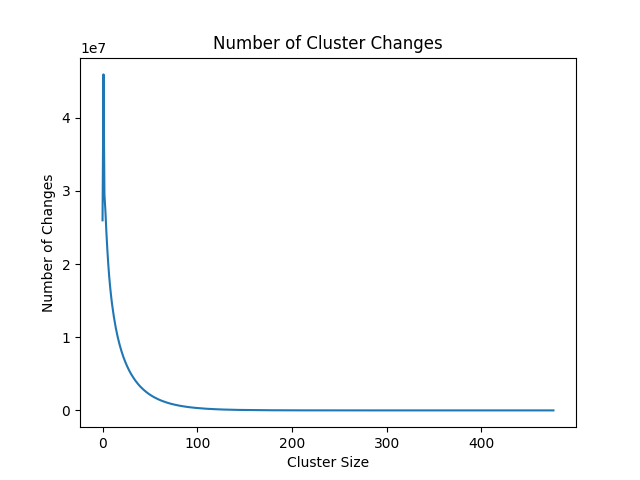 Number of Cluster Changes
1e7
4
3
2
1
0
Number of Changes
0 100 200 300 400
Cluster Size